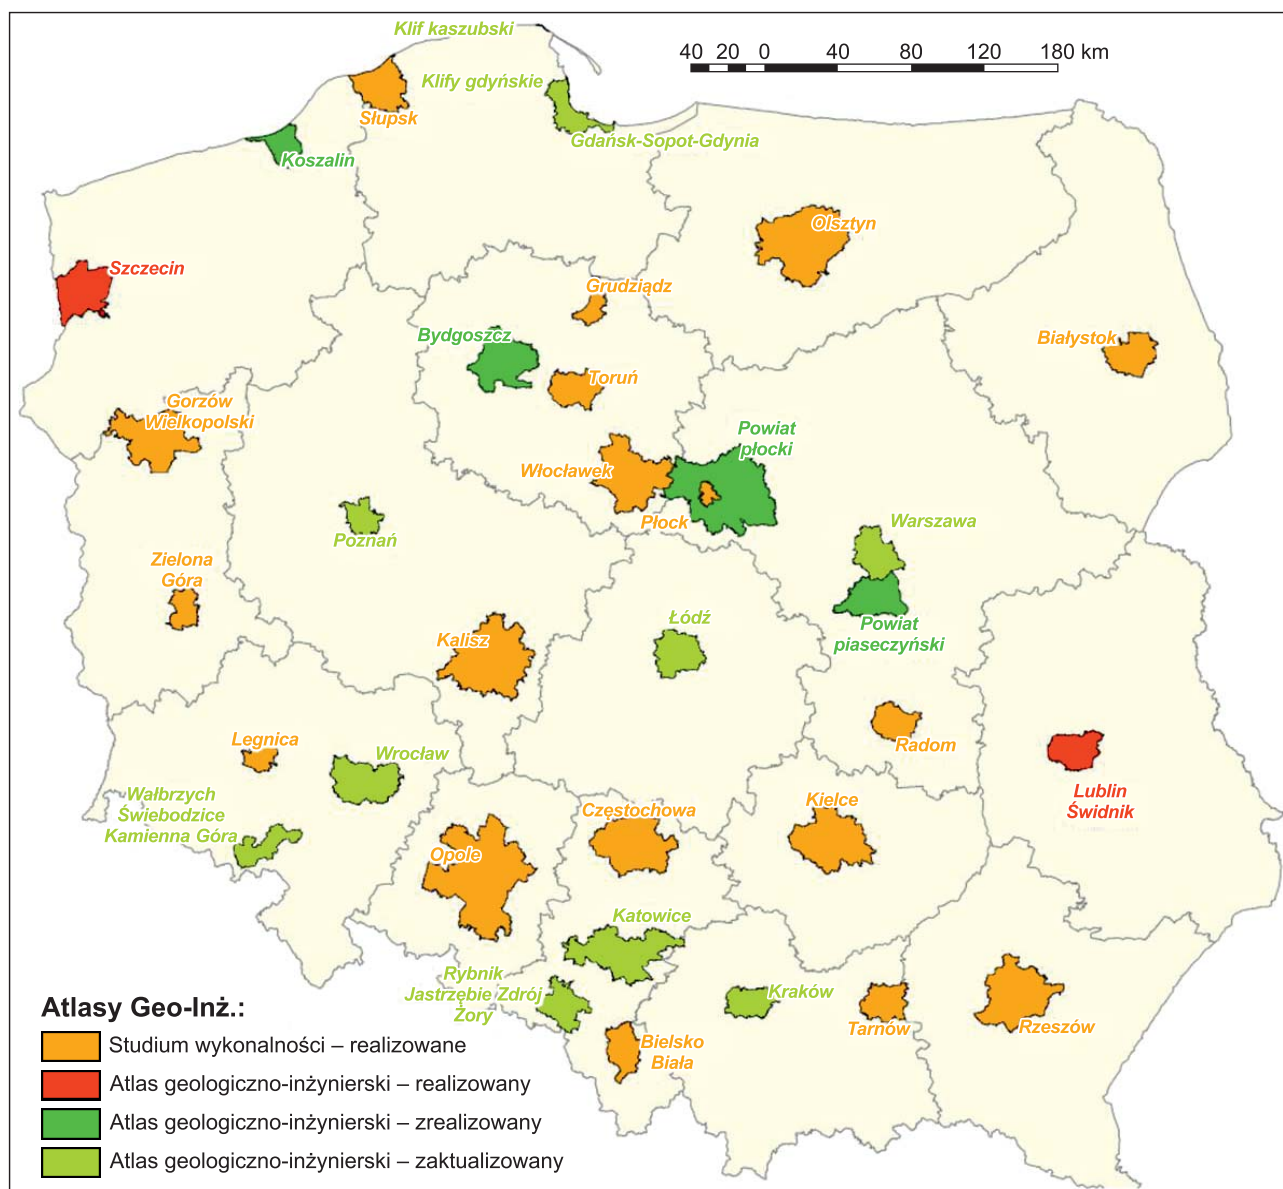 Klif kaszubski
40 20 0 40 80 120 180 km
Klify gdyńskie
Słupsk
Gdańsk-Sopot-Gdynia
Koszalin
Olsztyn
Szczecin
Grudziądz
Bydgoszcz
Białystok
Toruń
Gorzów
Wielkopolski
Powiat
płocki
Włocławek
Płock
Warszawa
Poznań
Zielona
Góra
Łódź
Powiat
piaseczyński
Kalisz
Legnica
Wrocław
Radom
Lublin
Świdnik
Wałbrzych
Świebodzice
Kamienna Góra
Częstochowa
Kielce
Opole
Katowice
Rybnik
Jastrzębie Zdrój
Żory
Kraków
Tarnów
Rzeszów
Bielsko
Biała
Atlasy Geo-Inż.:
Studium wykonalności – realizowane
Atlas geologiczno-inżynierski – realizowany
Atlas geologiczno-inżynierski – zrealizowany
Atlas geologiczno-inżynierski – zaktualizowany